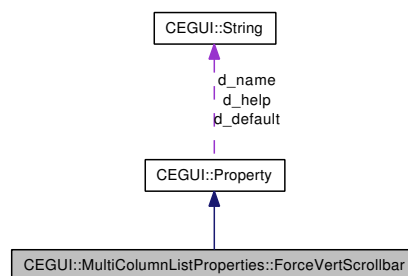 CEGUI::String
d_name
d_help
d_default
CEGUI::Property
CEGUI::MultiColumnListProperties::ForceVertScrollbar